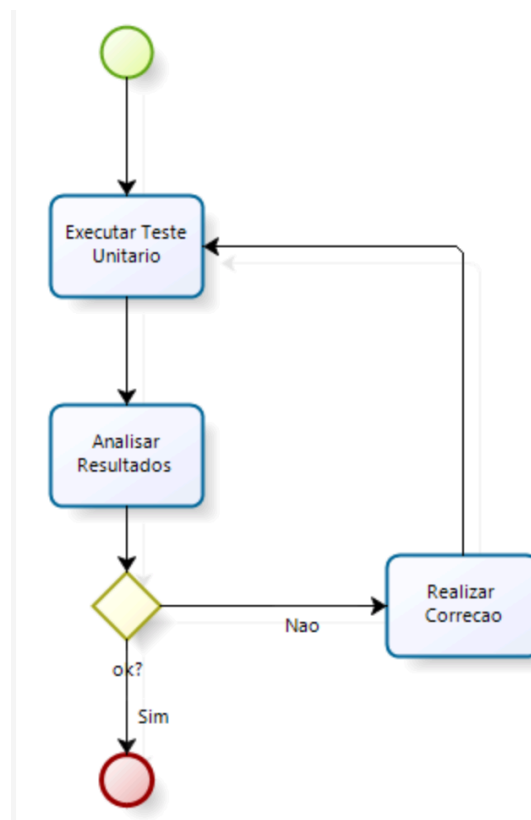 Executar Teste
Unitario
Analisar
Resultados
Realizar
Correcao
Nao
ok?
Sim